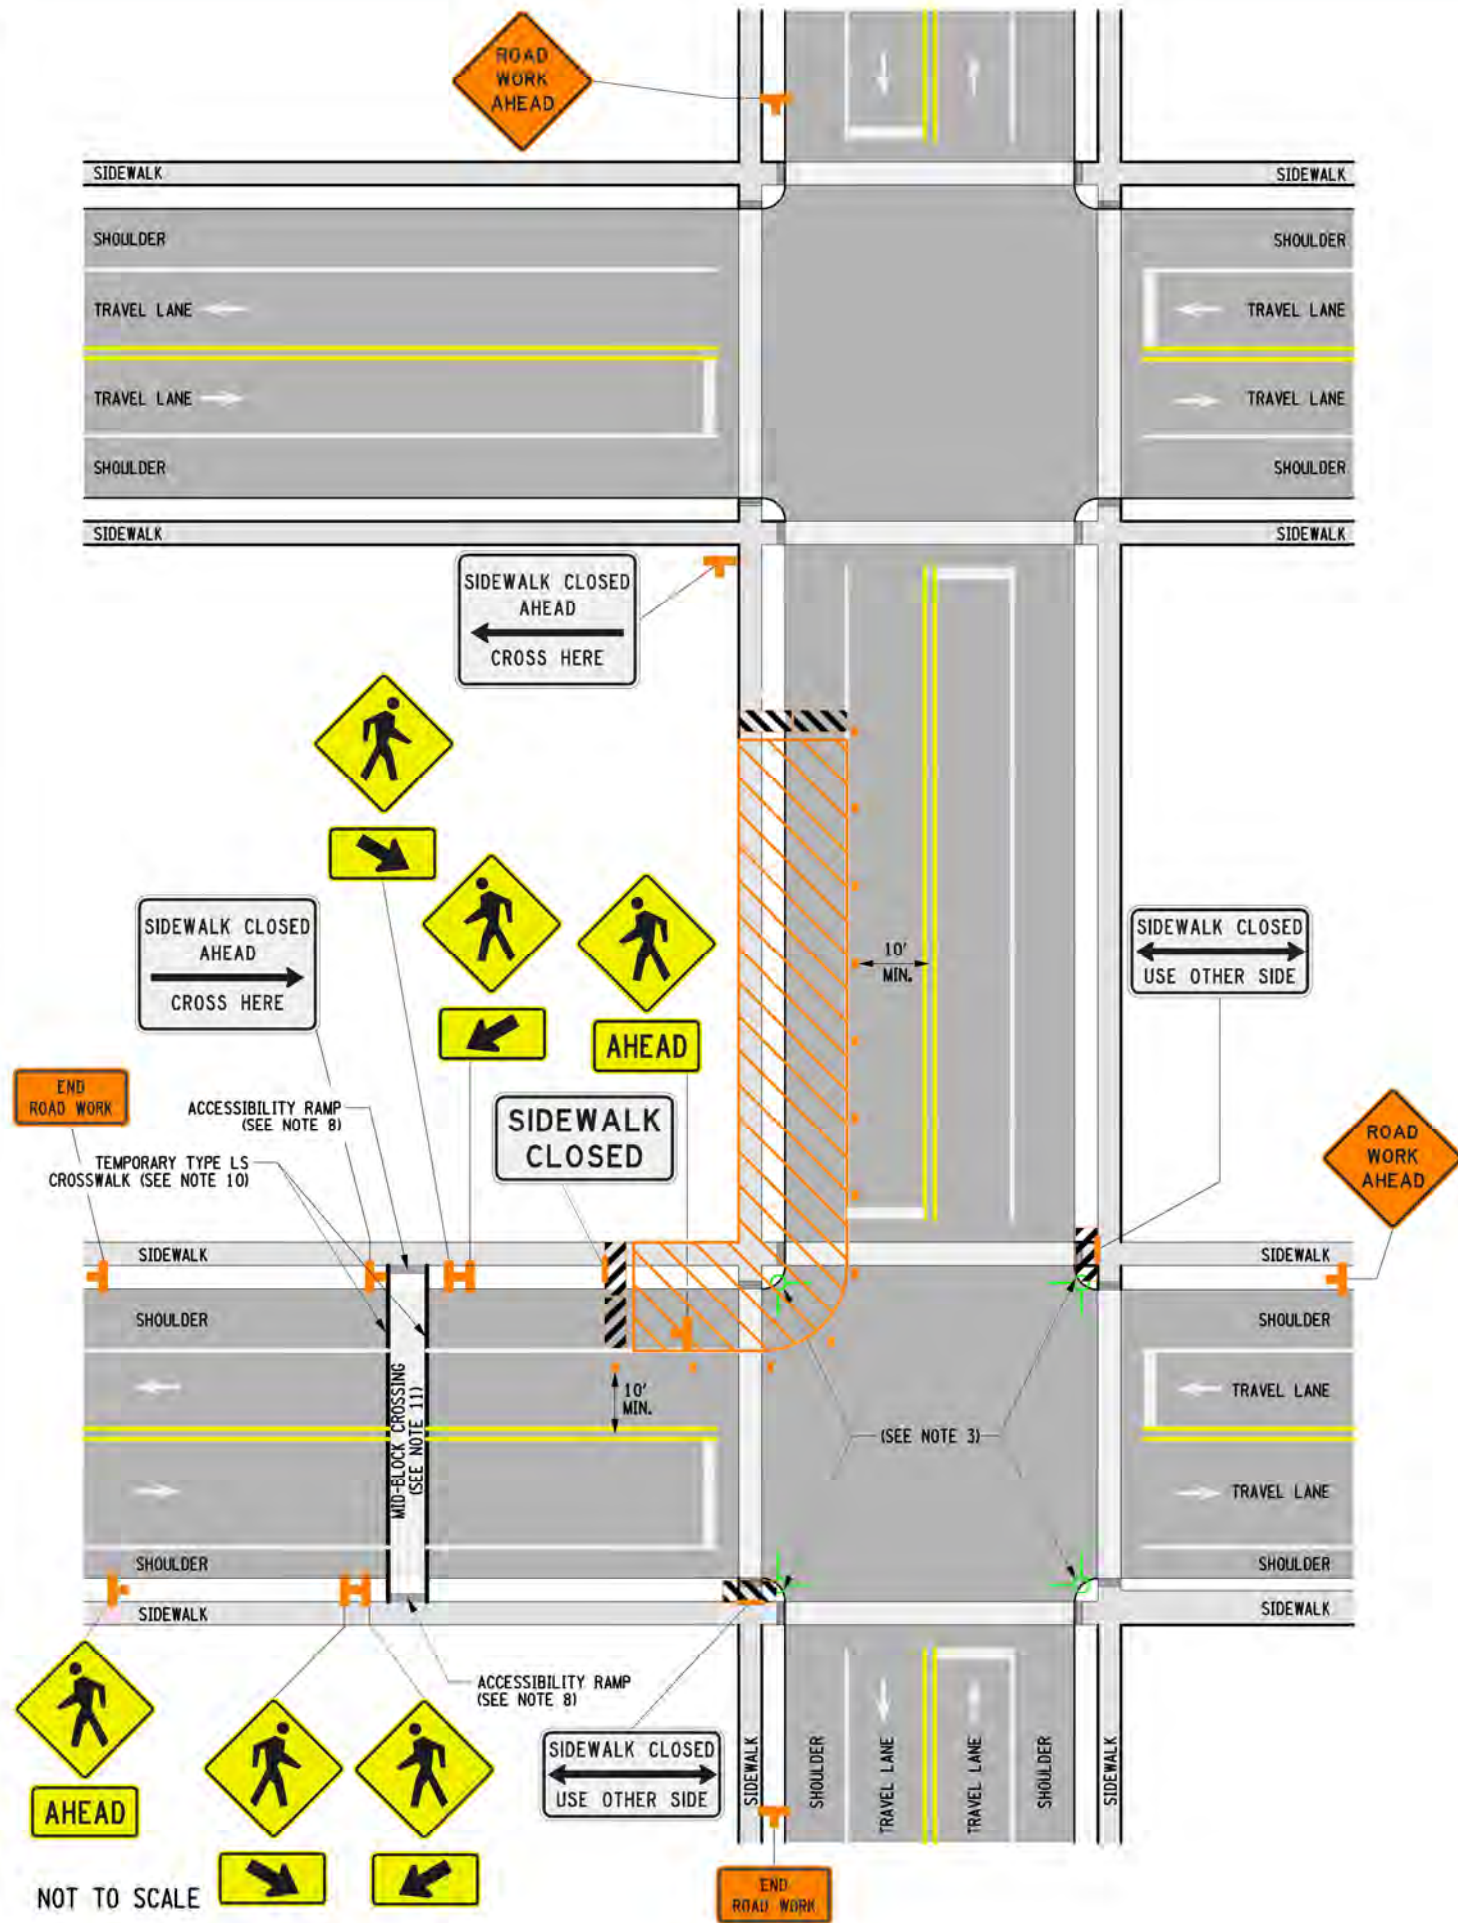 ROAD
WORK
AHEAD
SIDEWALK
SIDEWALK
SHOULDER
SHOULDER
TRAVEL LANE
TRAVEL LANE
TRAVEL LANE
TRAVEL LANE
SHOULDER
SHOULDER
SIDEWALK
SIDEWALK
SIDEWALK CLOSED
AHEAD
CROSS HERE
SIDEWALK CLOSED
AHEAD
CROSS HERE
10'
MIN.
SIDEWALK CLOSED
USE OTHER SIDE
AHEAD
END
ROAD WORK
ACCESSIBILITY RAMP
(SEE NOTE 8)
SIDEWALK
CLOSED
TEMPORARY TYPE LS
CROSSWALK (SEE NOTE 10)
ROAD
WORK
AHEAD
SIDEWALK
SIDEWALK
SHOULDER
SHOULDER
MID-BLOCK CROSSING
(SEE NOTE 11)
10'
MIN.
TRAVEL LANE
(SEE NOTE 3)
TRAVEL LANE
SHOULDER
SHOULDER
SIDEWALK
SIDEWALK
ACCESSIBILITY RAMP
(SEE NOTE 8)
SIDEWALK CLOSED
USE OTHER SIDE
SIDEWALK
SHOULDER
TRAVEL LANE
TRAVEL LANE
SHOULDER
SIDEWALK
AHEAD
NOT TO SCALE
END
ROAD WORK